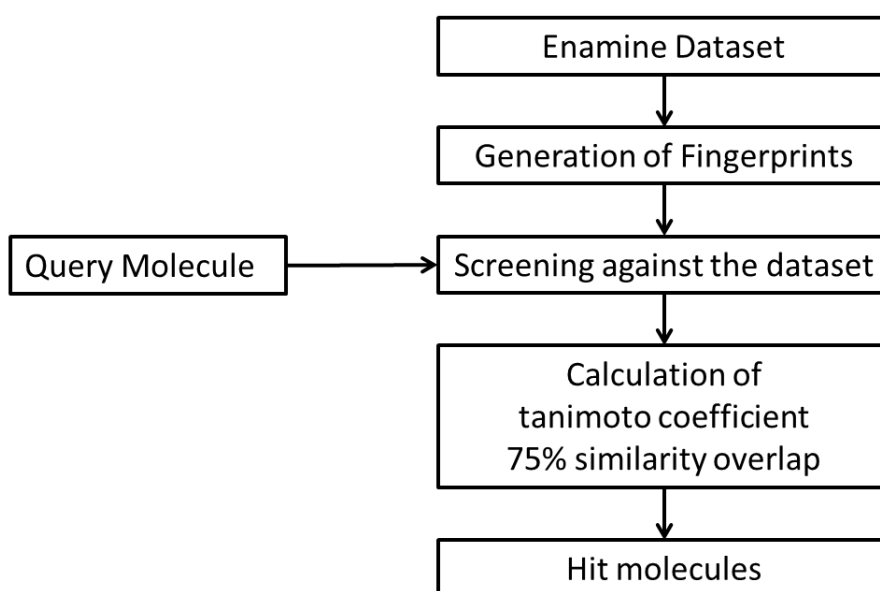 Enamine Dataset
Generation of Fingerprints
Query Molecule
Screening against the dataset
Calculation of
tanimoto coefficient
75% similarity overlap
Hit molecules